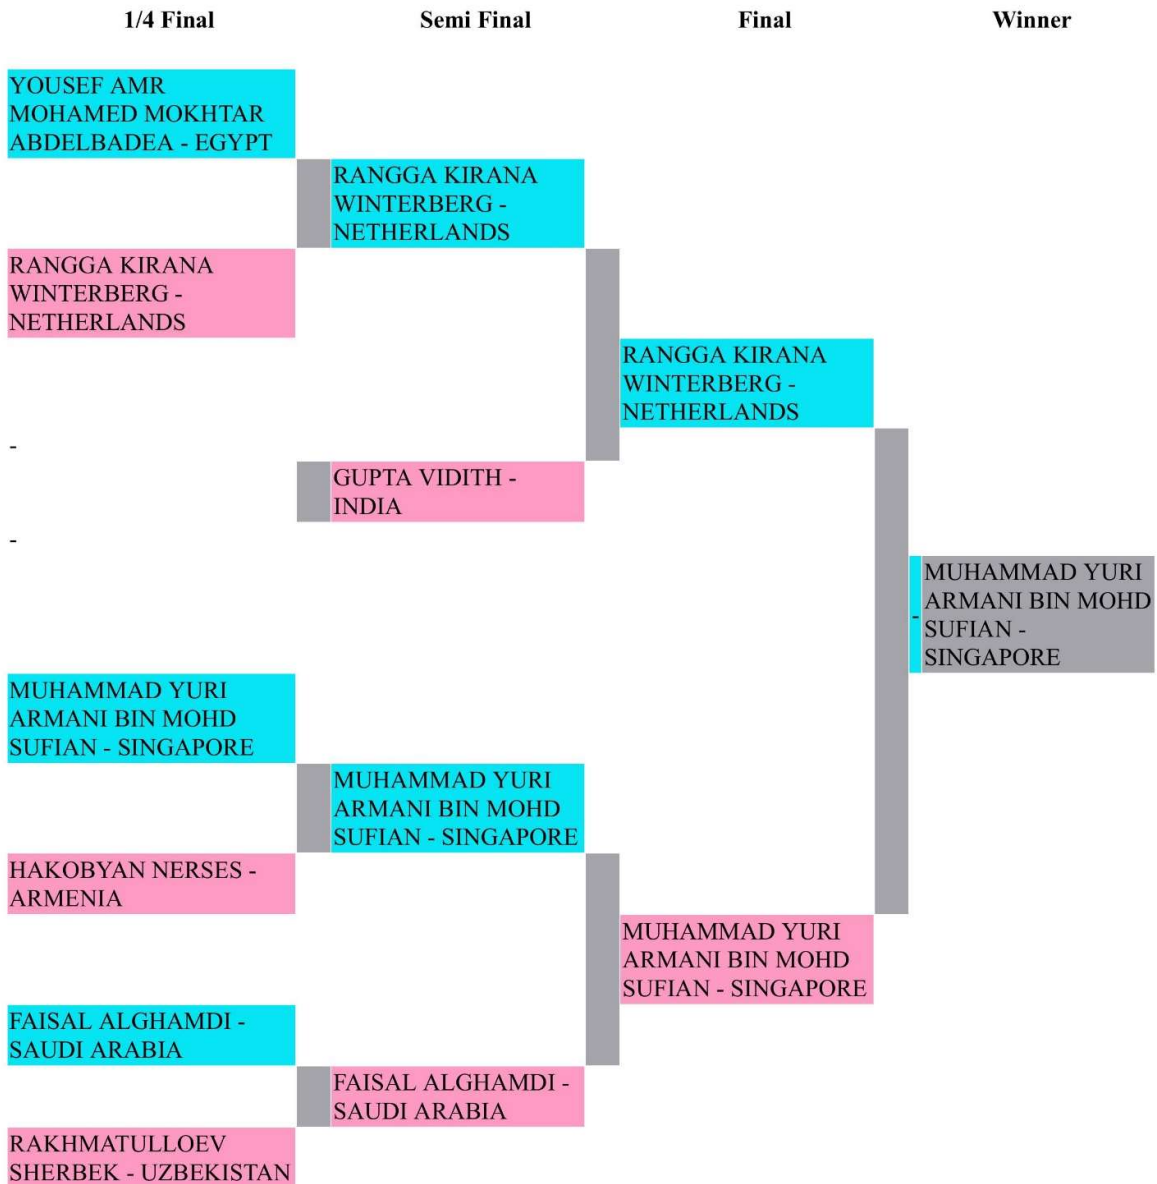 1/4 Final
Semi Final
Final
Winner
YOUSEF AMR
MOHAMED MOKHTAR
ABDELBADEA - EGYPT
RANGGA KIRANA
WINTERBERG -
NETHERLANDS
RANGGA KIRANA
WINTERBERG -
NETHERLANDS
RANGGA KIRANA
WINTERBERG -
NETHERLANDS
-
GUPTA VIDITH -
INDIA
-
-
MUHAMMAD YURI
ARMANI BIN MOHD
SUFIAN -
SINGAPORE
MUHAMMAD YURI
ARMANI BIN MOHD
SUFIAN - SINGAPORE
MUHAMMAD YURI
ARMANI BIN MOHD
SUFIAN - SINGAPORE
HAKOBYAN NERSES -
ARMENIA
MUHAMMAD YURI
ARMANI BIN MOHD
SUFIAN - SINGAPORE
FAISAL ALGHAMDI -
SAUDI ARABIA
FAISAL ALGHAMDI -
SAUDI ARABIA
RAKHMATULLOEV
SHERBEK - UZBEKISTAN